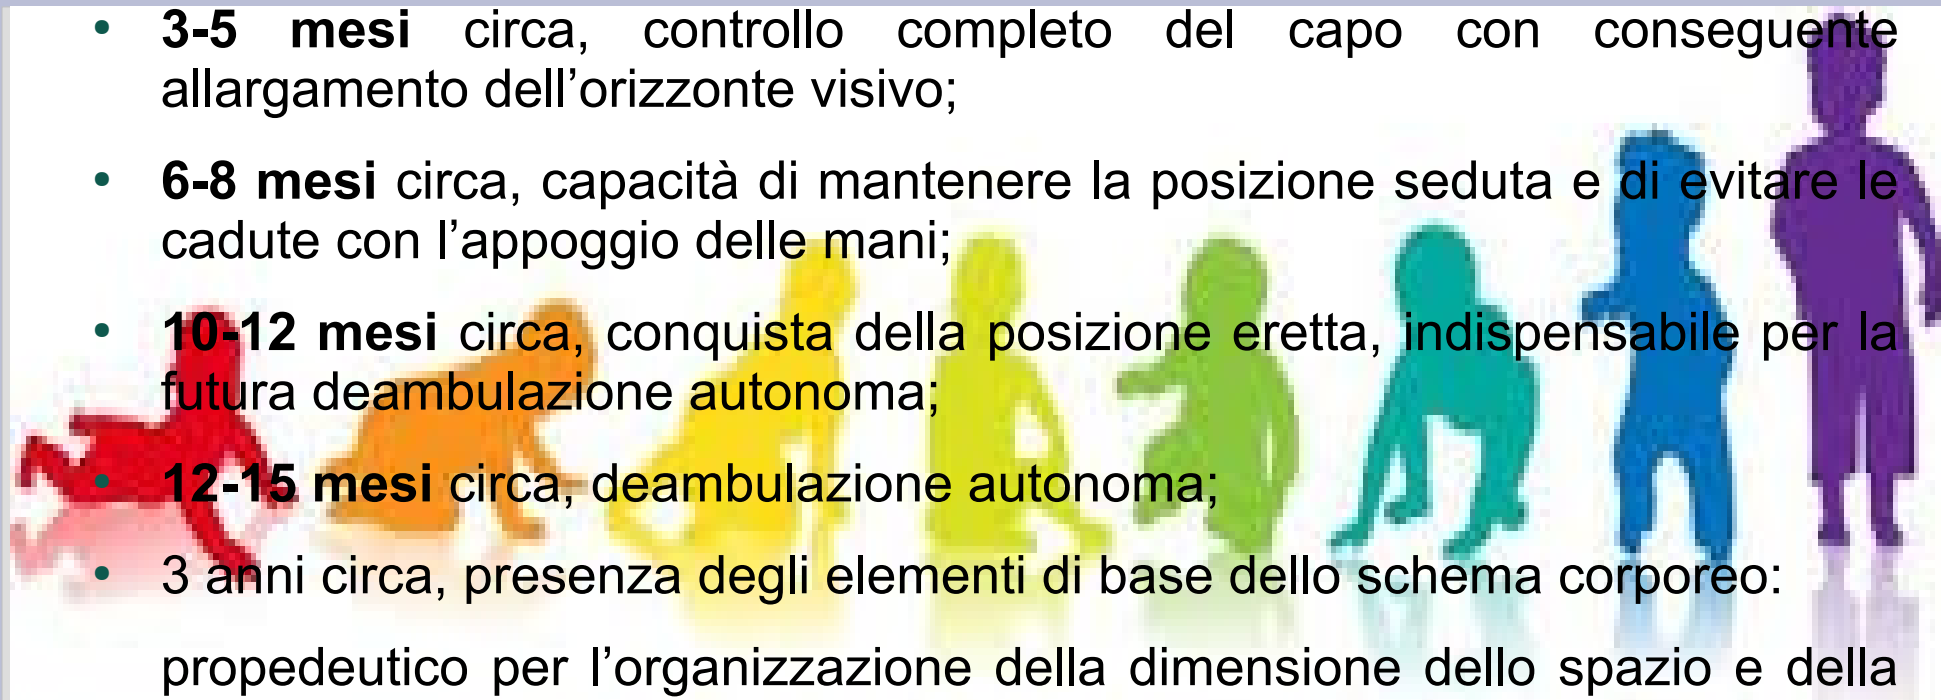 • 3-5 mesi circa, controllo completo del capo con conseguente
allargamento dell’orizzonte visivo;
• 6-8 mesi circa, capacità di mantenere la posizione seduta e di evitare le
cadute con l’appoggio delle mani;
• 10-12 mesi circa, conquista della posizione eretta, indispensabile per la
futura deambulazione autonoma;
• 12-15 mesi circa, deambulazione autonoma;
• 3 anni circa, presenza degli elementi di base dello schema corporeo:
propedeutico per l’organizzazione della dimensione dello spazio e della